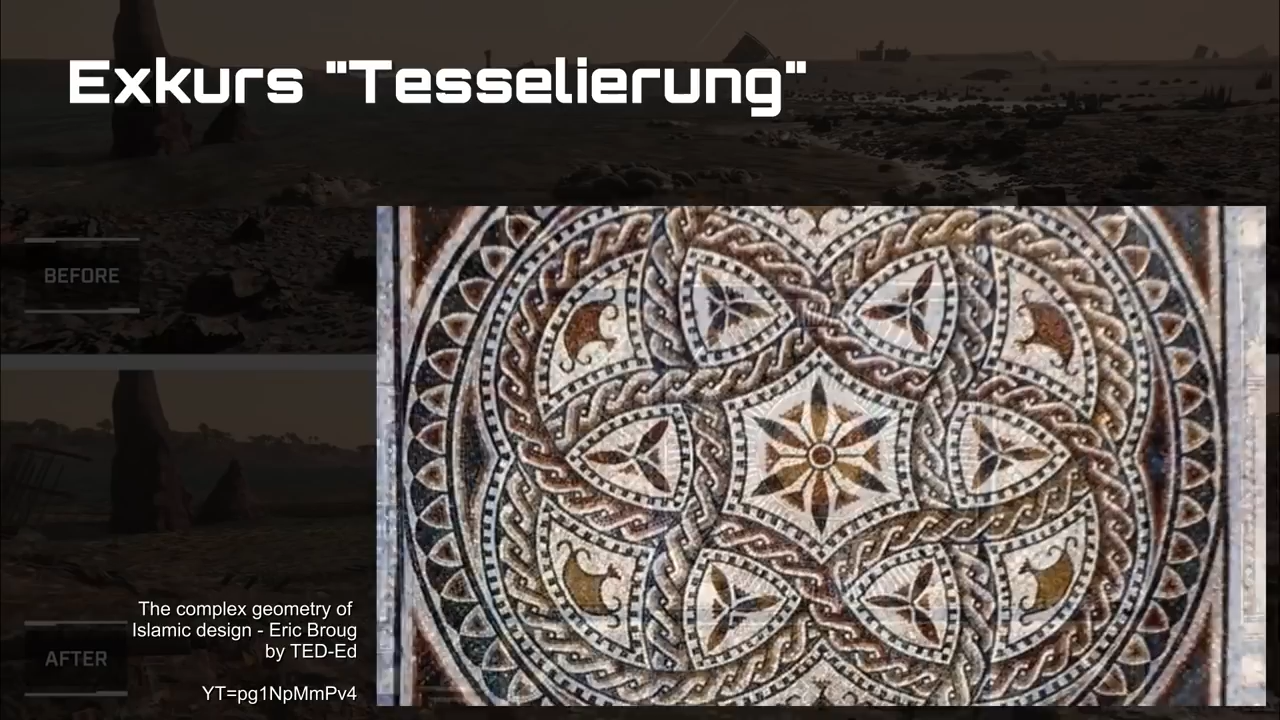 Exkurs "Tesselierung"
BEFORE
The complex geometry of
Islamic design - Eric Broug
by TED-Ed
AFTER
YT=pg1NpMmPv4